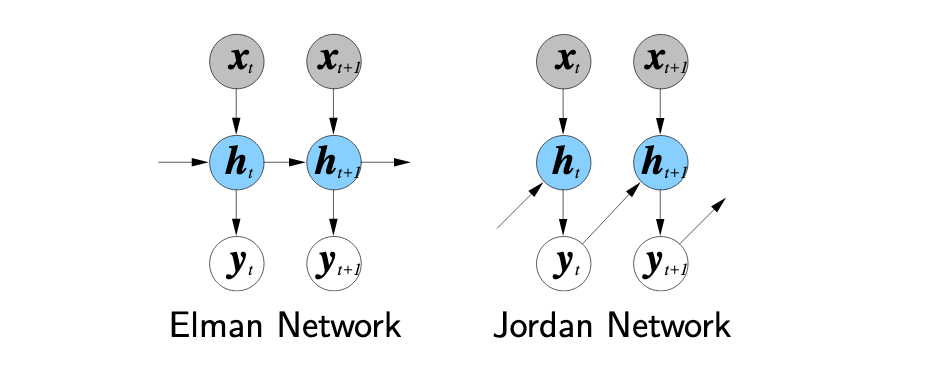 x_t x_{t+1} x_t x_{t+1}
h_t h_{t+1} h_t h_{t+1}
y_t y_{t+1} y_t y_{t+1}
Elman Network Jordan Network